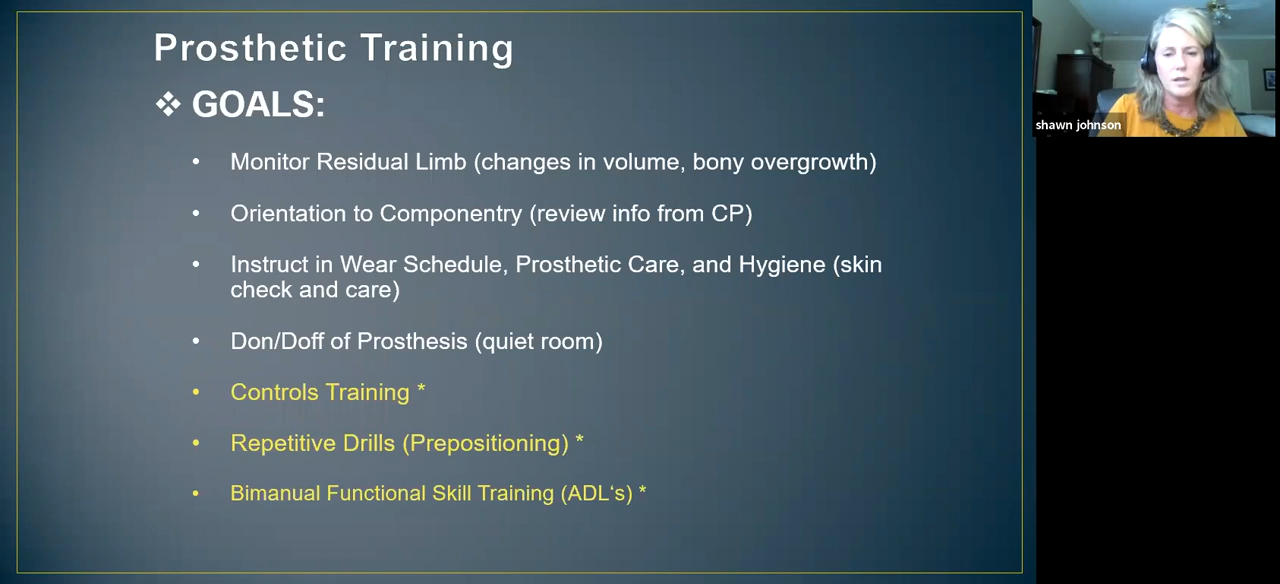 Prosthetic Training
❖ GOALS:
• Monitor Residual Limb (changes in volume, bony overgrowth)
• Orientation to Componentry (review info from CP)
• Instruct in Wear Schedule, Prosthetic Care, and Hygiene (skin
check and care)
• Don/Doff of Prosthesis (quiet room)
• Controls Training *
• Repetitive Drills (Prepositioning) *
• Bimanual Functional Skill Training (ADL‘s) *
shawn johnson